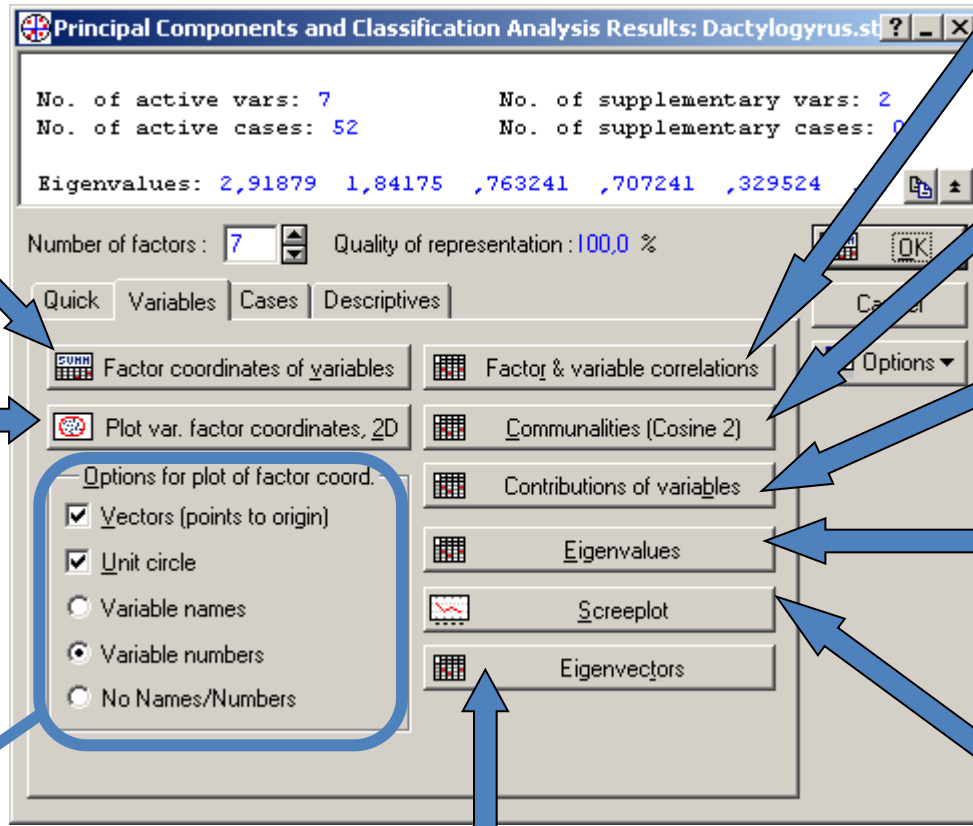 Principal Components and Classification Analysis Results: Dactylogyrus.st
No. of active vars: 7 No. of supplementary vars: 2
No. of active cases: 52 No. of supplementary cases: 0
Eigenvalues: 2,91879 1,84175 ,763241 ,707241 ,329524 ,
Number of factors : 7 Quality of representation : 100,0 %
OK
Quick Variables Cases Descriptives
Cancel
Factor coordinates of variables Factor & variable correlations
Options
Plot var. factor coordinates, 2D Communalities (Cosine 2)
Options for plot of factor coord. Contributions of variables
Vectors (points to origin)
Unit circle Eigenvalues
Variable names Screeplot
Variable numbers Eigenvectors
No Names/Numbers